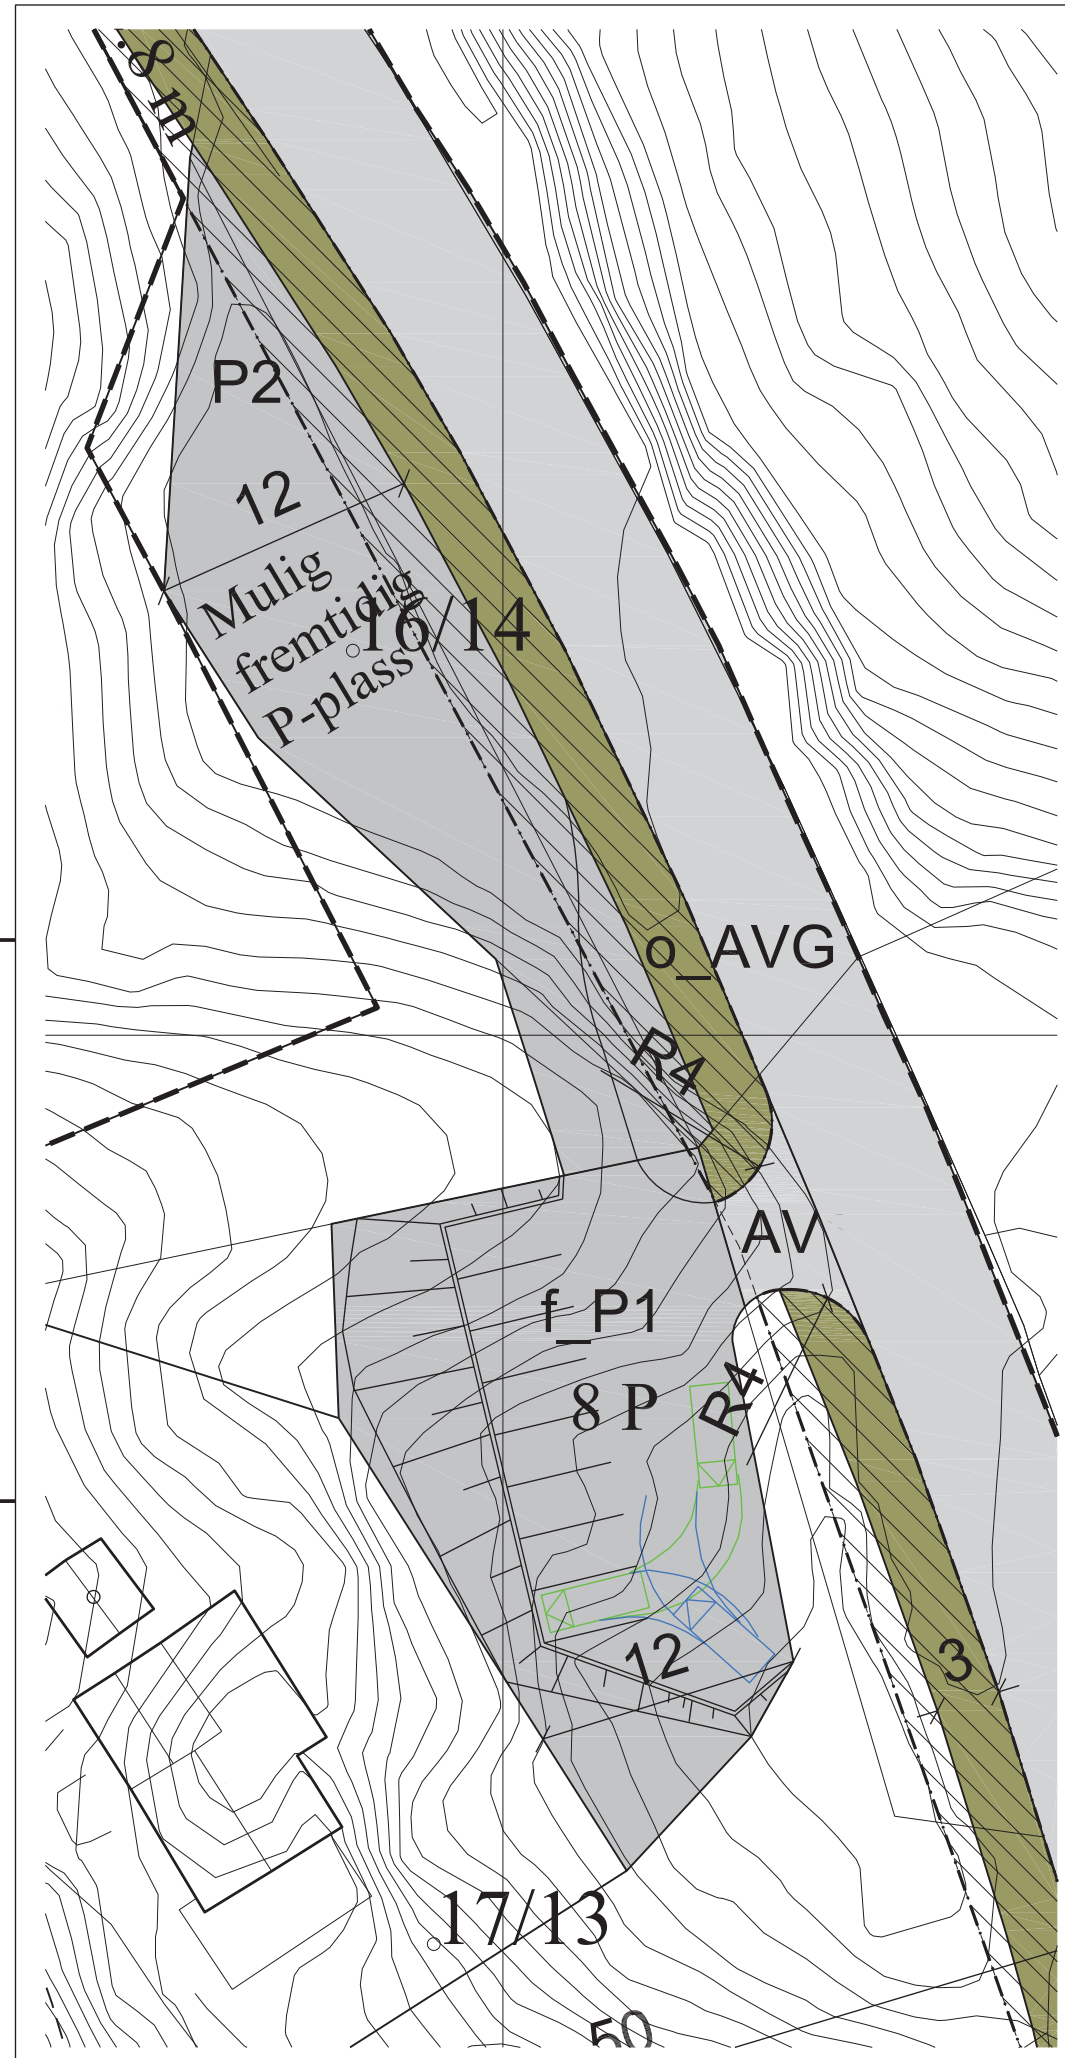 8 m
P2
12
Mulig
fremtidig
P-plass
16/14
o_AVG
R4
AV
f_P1
8 P
R4
12
3
17/13
50